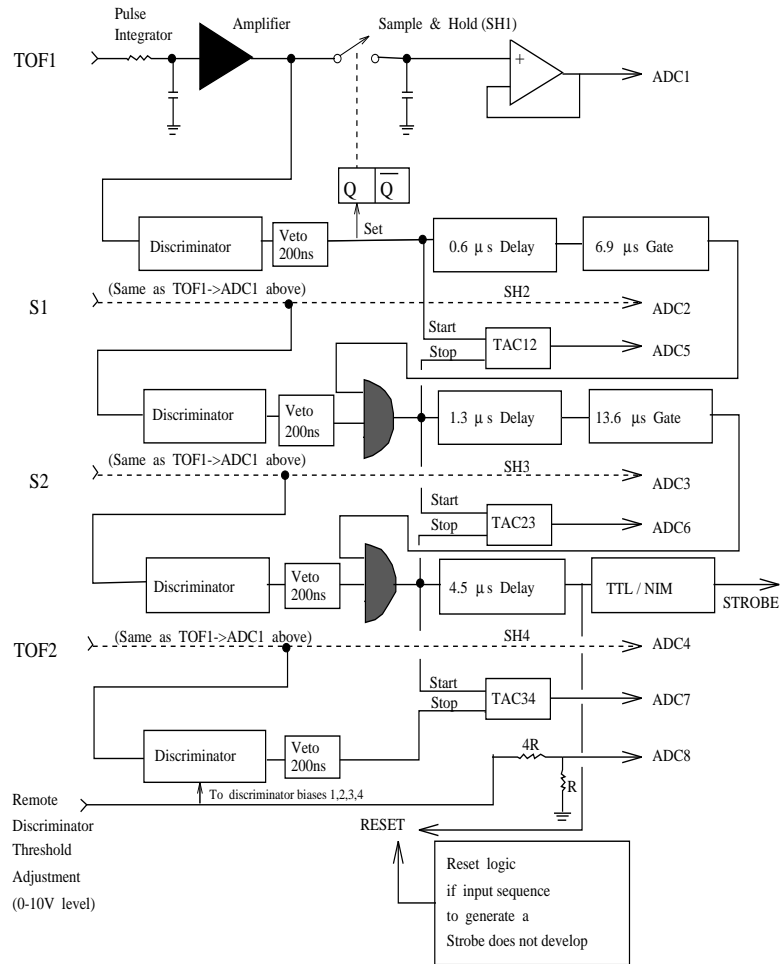 Pulse
Integrator
Amplifier
Sample & Hold (SH1)
TOF1
+
-
ADC1
Q Q
Set
Discriminator
Veto
200ns
0.6 μs Delay
6.9 μs Gate
(Same as TOF1->ADC1 above)
SH2
S1
ADC2
Start
Stop
TAC12
ADC5
Discriminator
Veto
200ns
1.3 μs Delay
13.6 μs Gate
(Same as TOF1->ADC1 above)
SH3
S2
ADC3
Start
Stop
TAC23
ADC6
Discriminator
Veto
200ns
4.5 μs Delay
TTL / NIM
STROBE
(Same as TOF1->ADC1 above)
SH4
TOF2
ADC4
Start
Stop
TAC34
ADC7
Discriminator
Veto
200ns
4R
ADC8
R
To discriminator biases 1,2,3,4
Remote
Discriminator
Threshold
Adjustment
(0-10V level)
RESET
Reset logic
if input sequence
to generate a
Strobe does not develop